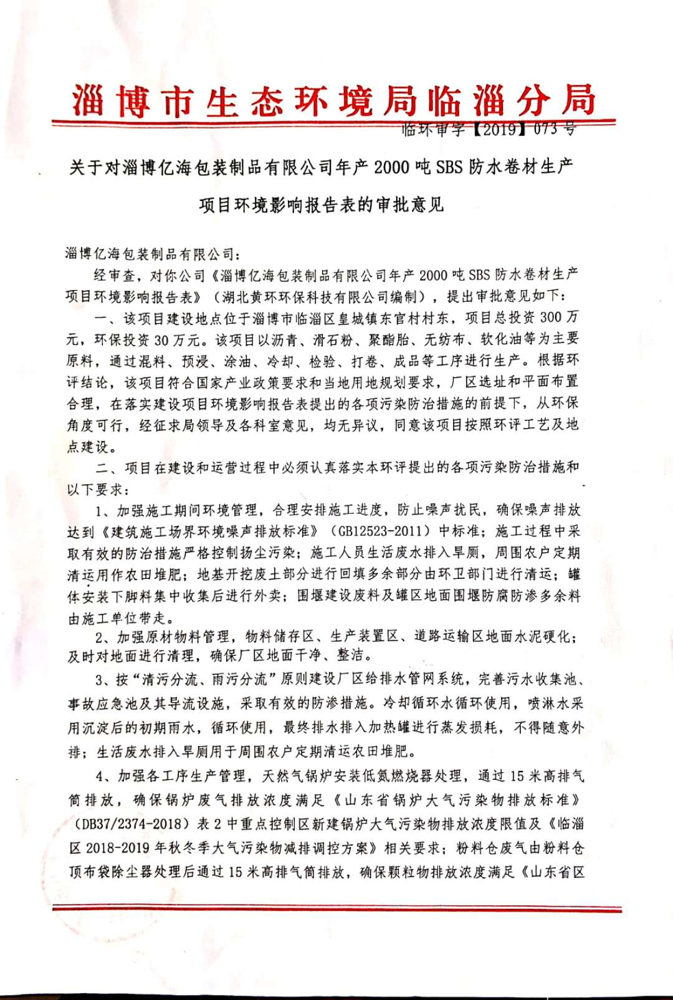 淄博市生态环境局临淄分局
临环审字【2019】073号
关于对淄博亿海包装制品有限公司年产 2000 吨 SBS 防水卷材生产
项目环境影响报告表的审批意见
淄博亿海包装制品有限公司：
经审查，对你公司《淄博亿海包装制品有限公司年产 2000 吨 SBS 防水卷材生产
项目环境影响报告表》（湖北黄环环保科技有限公司编制），提出审批意见如下：
一、该项目建设地点位于淄博市临淄区皇城镇东官村村东，项目总投资 300 万
元，环保投资 30 万元。该项目以沥青、滑石粉、聚酯胎、无纺布、软化油等为主要
原料，通过混料、预浸、涂油、冷却、检验、打卷、成品等工序进行生产。根据环
评结论，该项目符合国家产业政策要求和当地用地规划要求，厂区选址和平面布置
合理，在落实建设项目环境影响报告表提出的各项污染防治措施的前提下，从环保
角度可行，经征求局领导及各科室意见，均无异议，同意该项目按照环评工艺及地
点建设。
二、项目在建设和运营过程中必须认真落实本环评提出的各项污染防治措施和
以下要求：
1、加强施工期间环境管理，合理安排施工进度，防止噪声扰民，确保噪声排放
达到《建筑施工场界环境噪声排放标准》（GB12523-2011）中标准；施工过程中采
取有效的防治措施严格控制扬尘污染；施工人员生活废水排入旱厕，周围农户定期
清运用作农田堆肥；地基开挖废土部分进行回填多余部分由环卫部门进行清运；罐
体安装下脚料集中收集后进行外卖；围堰建设废料及罐区地面围堰防腐防渗多余料
由施工单位带走。
2、加强原材物料管理，物料储存区、生产装置区、道路运输区地面水泥硬化；
及时对地面进行清理，确保厂区地面干净、整洁。
3、按“清污分流、雨污分流”原则建设厂区给排水管网系统，完善污水收集池、
事故应急池及其导流设施，采取有效的防渗措施。冷却循环水循环使用，喷淋水采
用沉淀后的初期雨水，循环使用，最终排水排入加热罐进行蒸发损耗，不得随意外
排；生活废水排入旱厕用于周围农户定期清运农田堆肥。
4、加强各工序生产管理，天然气锅炉安装低氮燃烧器处理，通过 15 米高排气
筒排放，确保锅炉废气排放浓度满足《山东省锅炉大气污染物排放标准》
（DB37/2374-2018）表 2 中重点控制区新建锅炉大气污染物排放浓度限值及《临淄
区 2018-2019 年秋冬季大气污染物减排调控方案》相关要求；粉料仓废气由粉料仓
顶布袋除尘器处理后通过 15 米高排气筒排放，确保颗粒物排放浓度满足《山东省区